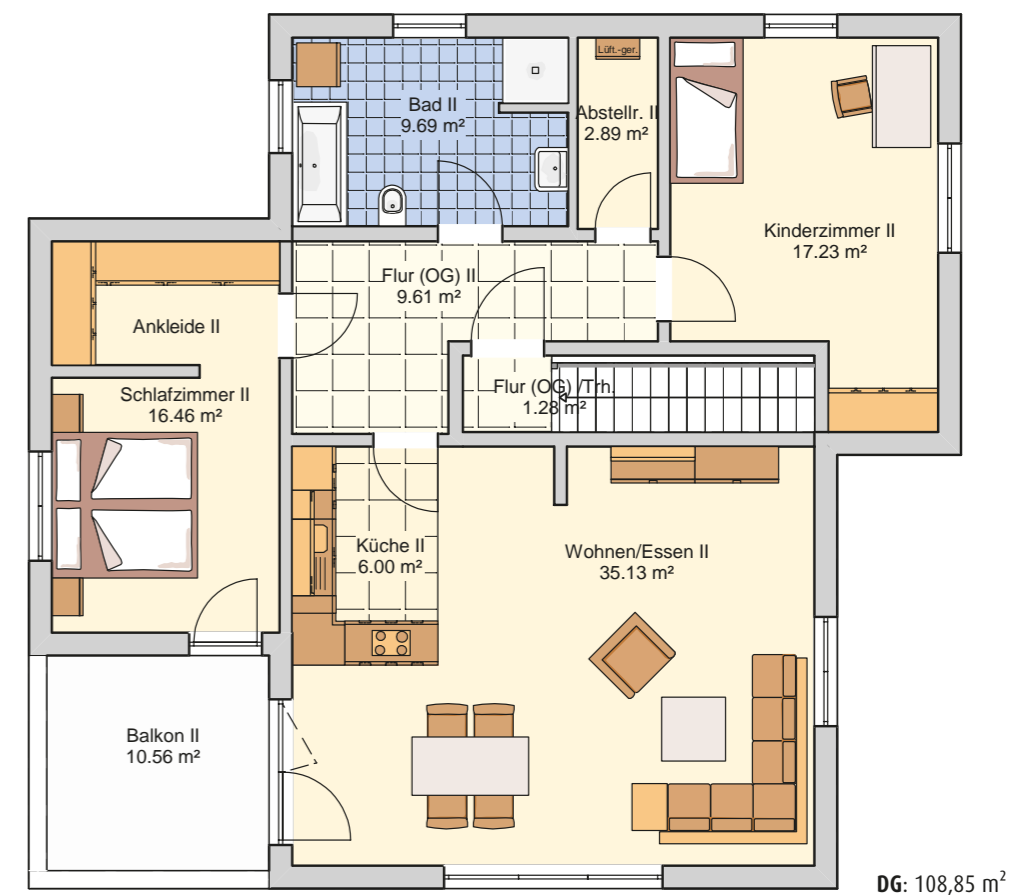 Lüft.-ger.
Bad II
9.69 m²
Abstellr. II
2.89 m²
Kinderzimmer II
17.23 m²
Flur (OG) II
9.61 m²
Ankleide II
Schlafzimmer II
16.46 m²
Flur (OG) /Trh.
1.28 m²
Küche II
6.00 m²
Wohnen/Essen II
35.13 m²
Balkon II
10.56 m²
DG: 108,85 m²